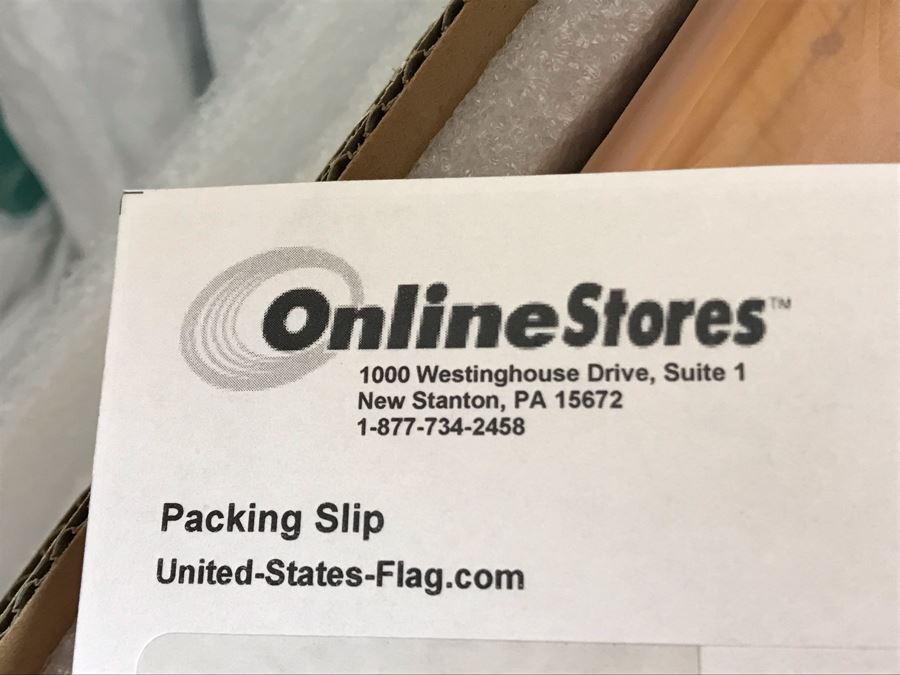 OnlineStores™
1000 Westinghouse Drive, Suite 1
New Stanton, PA 15672
1-877-734-2458
Packing Slip
United-States-Flag.com